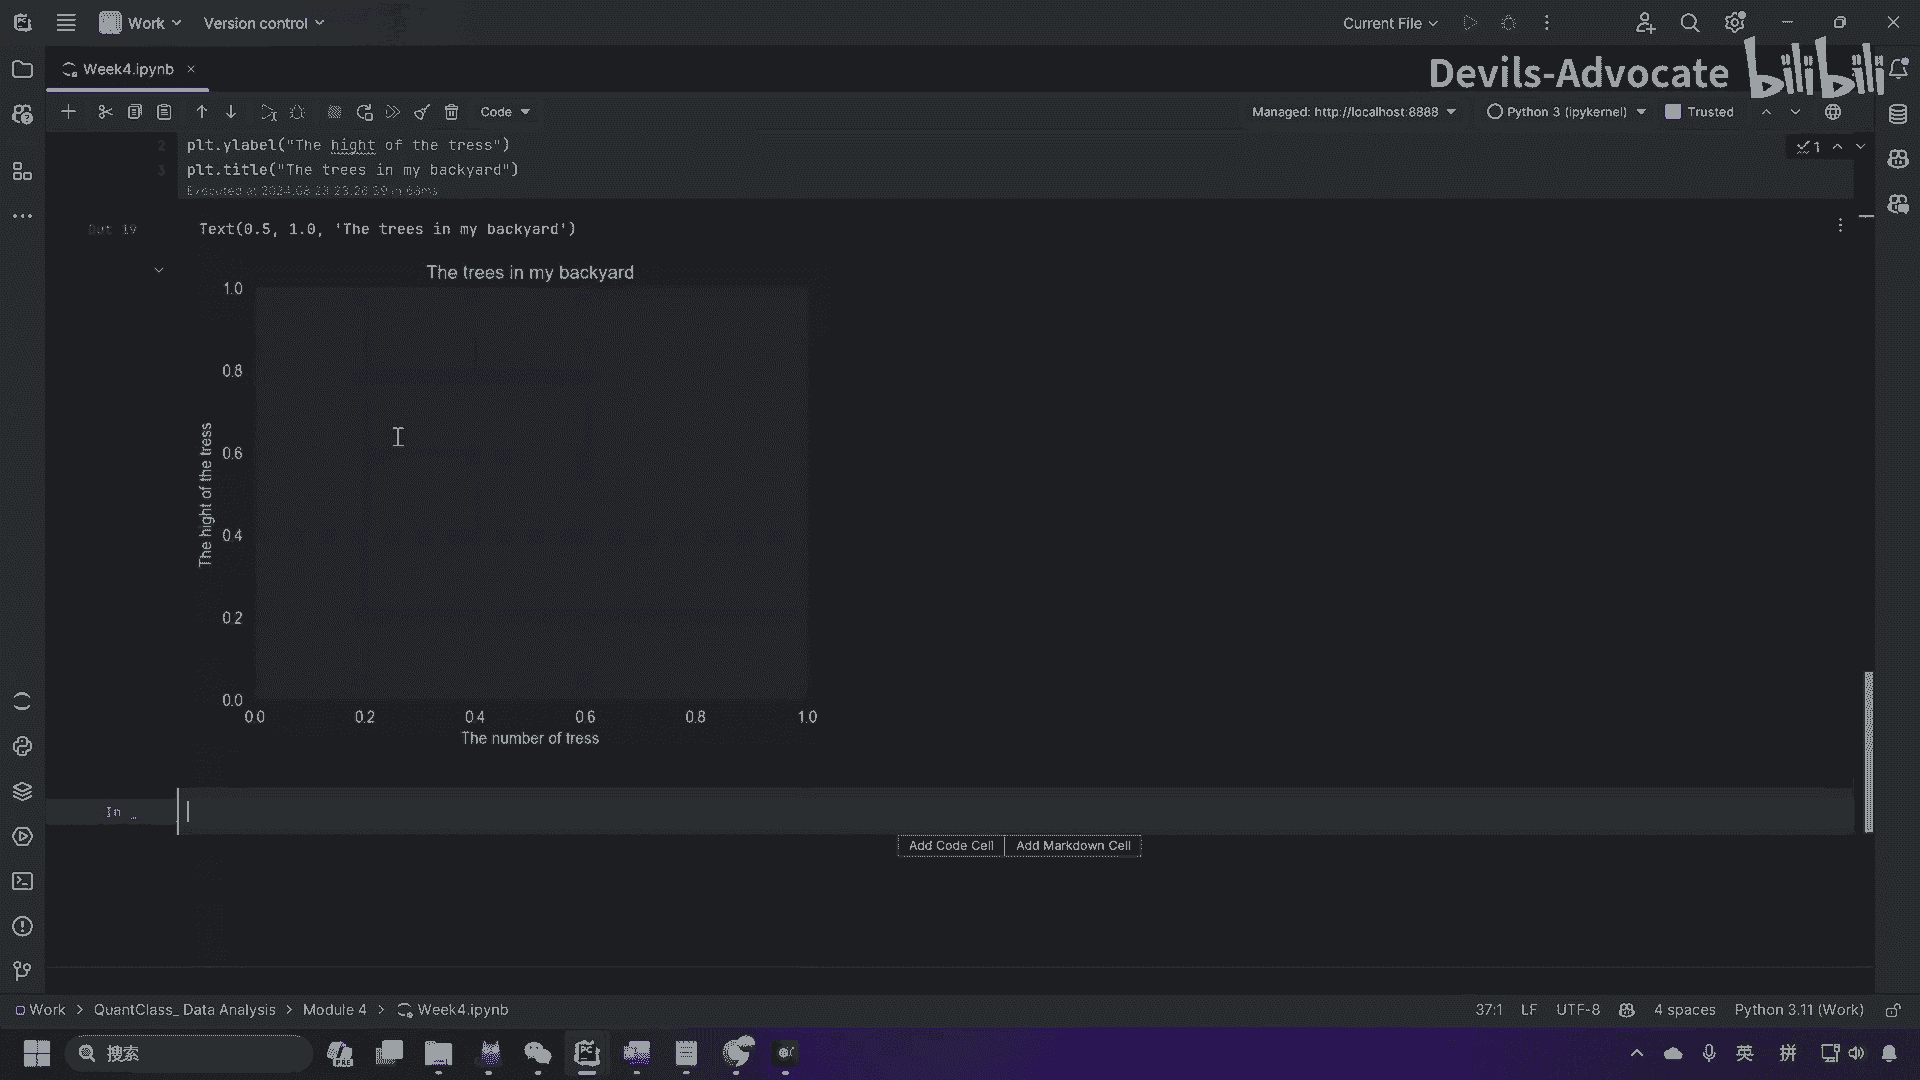 Work
Version control
Current File
Week4.ipynb
Devils-Advocate
bilibili
Code
Managed: http://localhost:8888
Python 3 (ipykernel)
Trusted
2 plt.ylabel("The hight of the tress")
3 plt.title("The trees in my backyard")
1
Executed at 2024.08.23 23:26:39 in 68ms
Out 19
Text(0.5, 1.0, 'The trees in my backyard')
The trees in my backyard
1.0
0.8
0.6
0.4
0.2
0.0
The hight of the tress
0.0 0.2 0.4 0.6 0.8 1.0
The number of tress
In _
Add Code Cell Add Markdown Cell
Work > QuantClass_ Data Analysis > Module 4 > Week4.ipynb
37:1 LF UTF-8 4 spaces Python 3.11 (Work)
搜索
英 拼